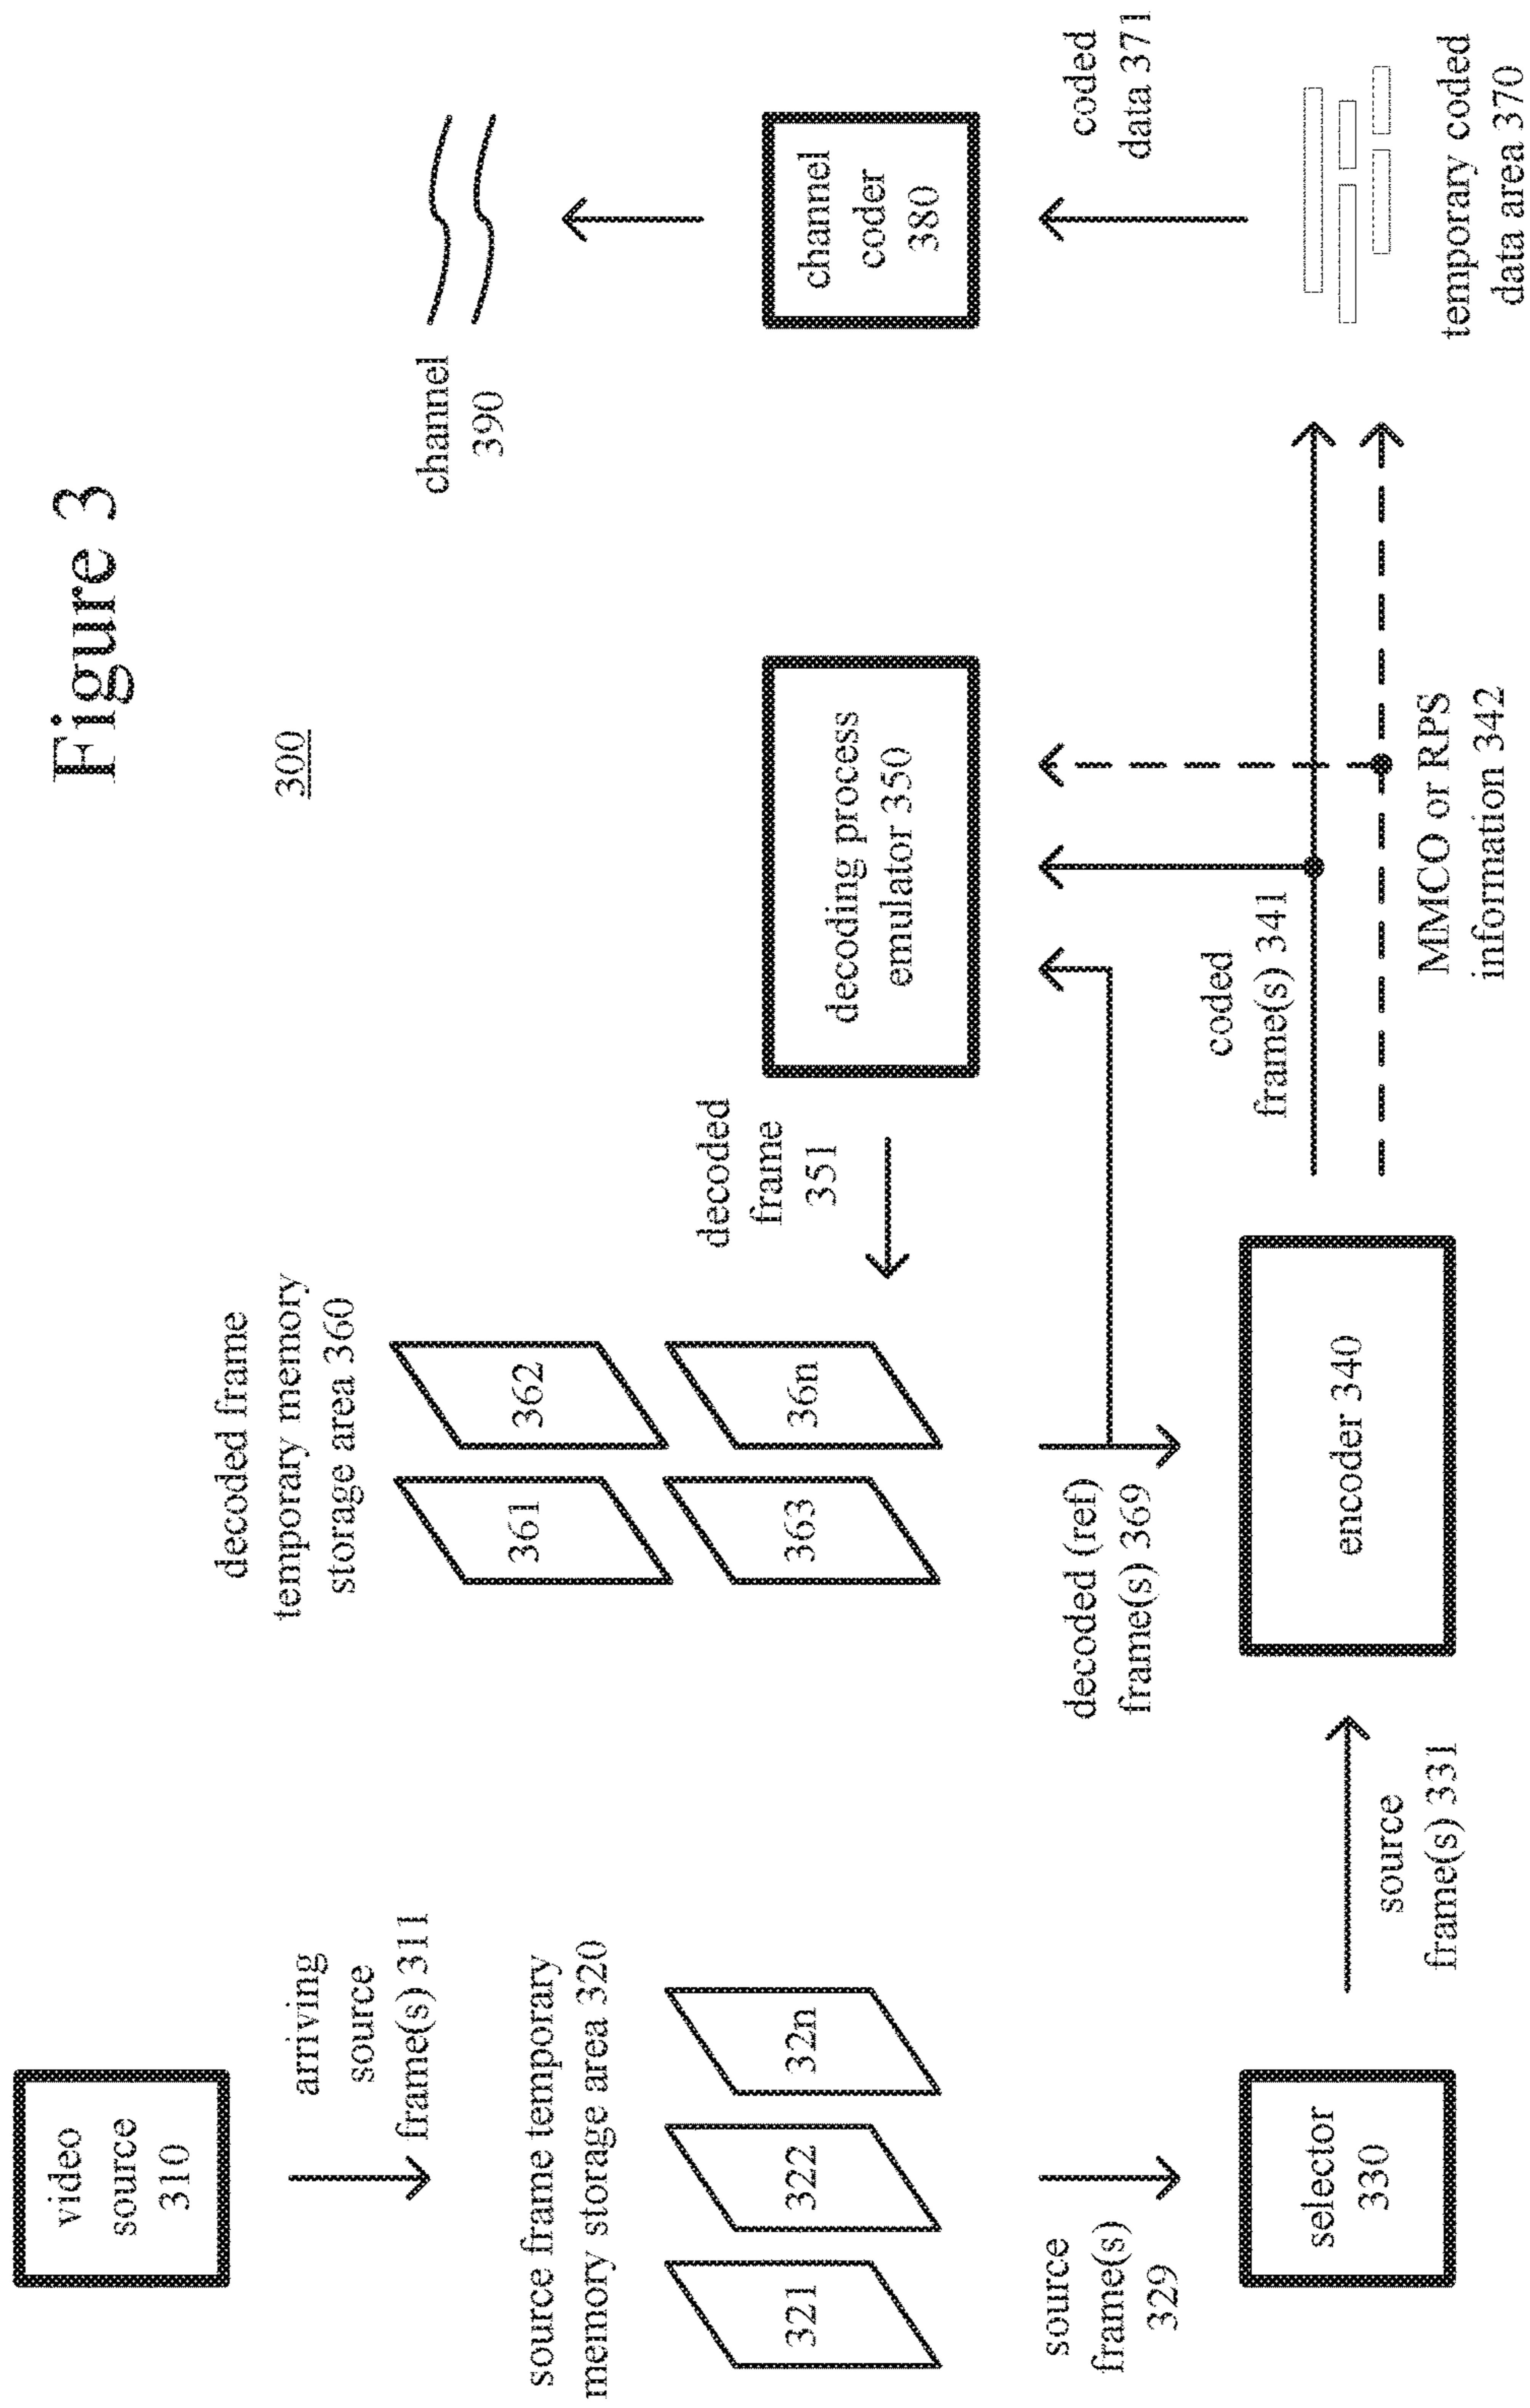 Figure 3
300
video
source
310
arriving
source
frame(s) 311
source frame temporary
memory storage area 320
321
322
32n
source
frame(s)
329
selector
330
source
frame(s) 331
decoded frame
temporary memory
storage area 360
361
362
363
36n
decoded (ref)
frame(s) 369
encoder 340
decoded
frame
351
decoding process
emulator 350
coded
frame(s) 341
MMCO or RPS
information 342
channel
390
channel
coder
380
coded
data 371
temporary coded
data area 370